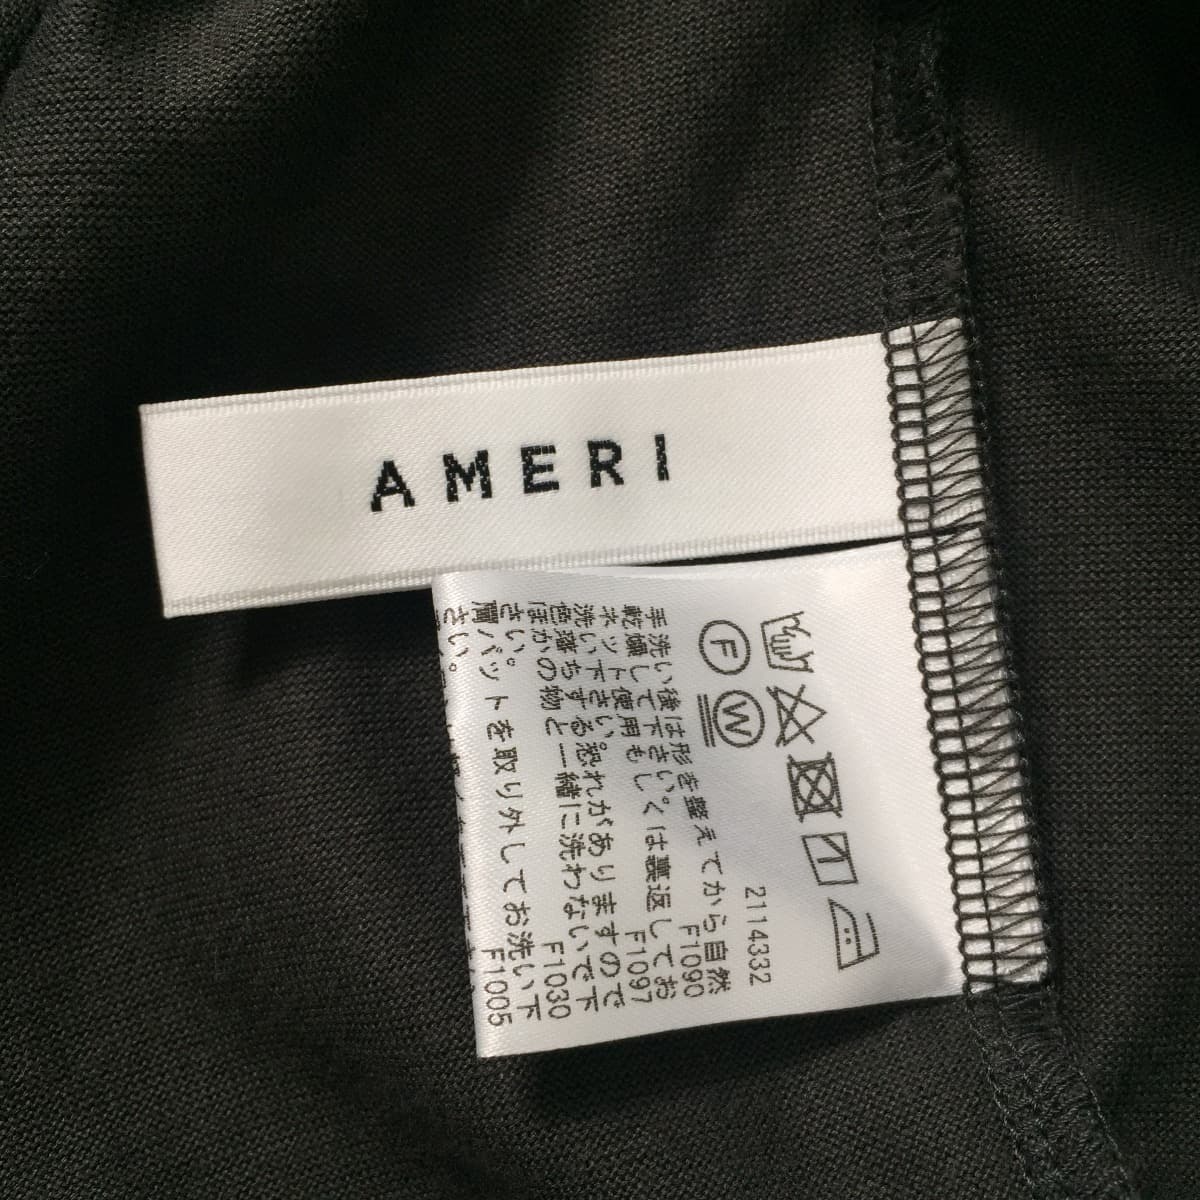 AMERI
F
W
2114332
手洗い後は形を整えてから自然
乾燥して下さい。 F1090
ネット使用もしくは裏返してお
洗い下さい。 F1097
色落ちする恐れがありますので
ほかの物と一緒に洗わないで下
さい。 F1030
肩パットを取り外してお洗い下
さい。 F1005